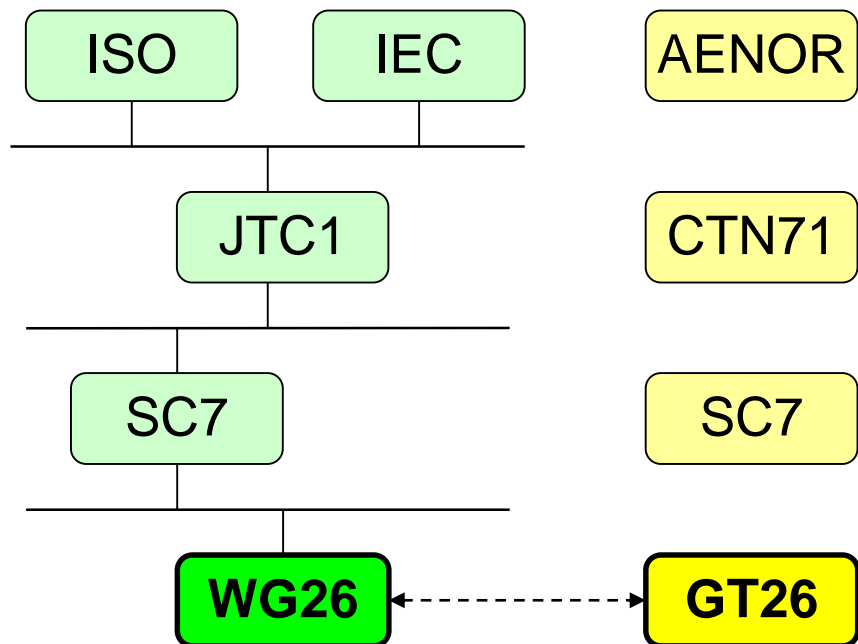 ISO
IEC
AENOR
JTC1
CTN71
SC7
SC7
WG26
GT26